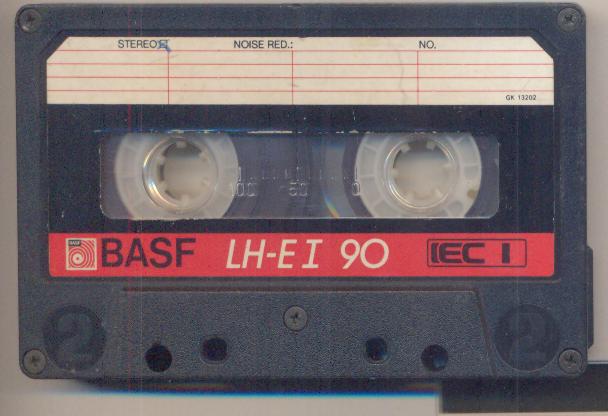 STEREO NOISE RED.: NO.
GK 13202
100 50 0
BASF BASF LH-E I 90 IEC I
2 2